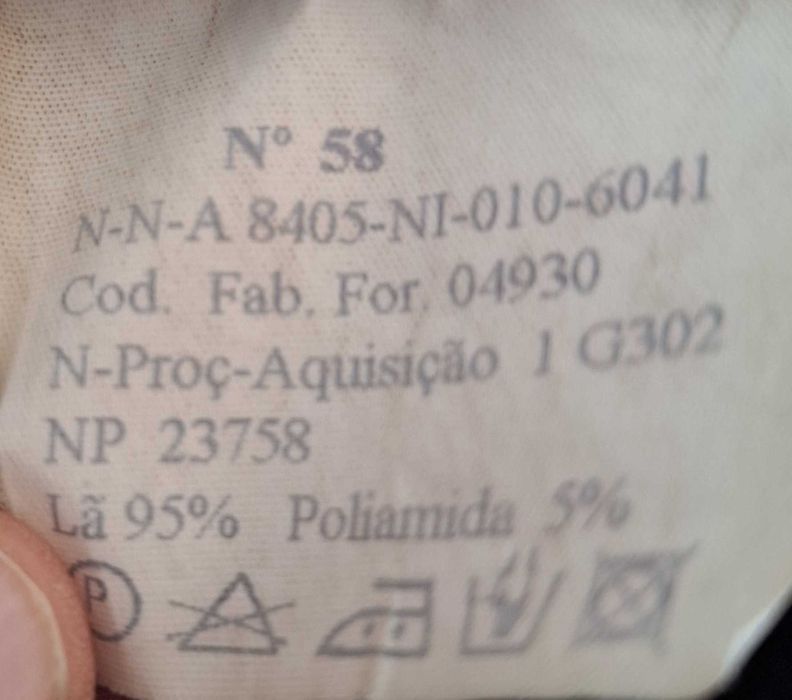 Nº 58
N-N-A 8405-NI-010-6041
Cod. Fab. For. 04930
N-Proç-Aquisição 1 G302
NP 23758
Lã 95% Poliamida 5%
P